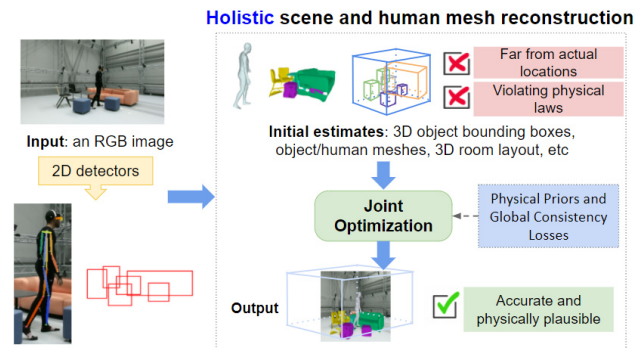 Holistic scene and human mesh reconstruction
Far from actual
locations
Violating physical
laws
Input: an RGB image
Initial estimates: 3D object bounding boxes,
object/human meshes, 3D room layout, etc
2D detectors
Joint
Optimization
Physical Priors and
Global Consistency
Losses
Output
Accurate and
physically plausible